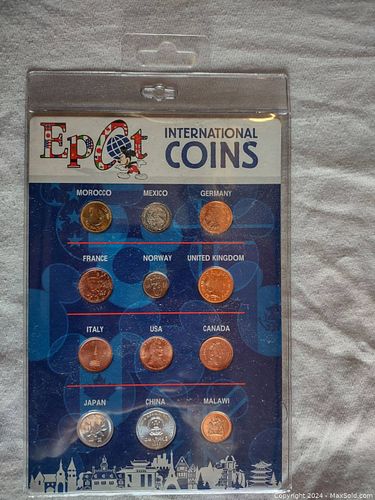 Epcot
INTERNATIONAL
COINS
MOROCCO MEXICO GERMANY
FRANCE NORWAY UNITED KINGDOM
ITALY USA CANADA
JAPAN CHINA MALAWI
Copyright 2024 - MaxSold.com